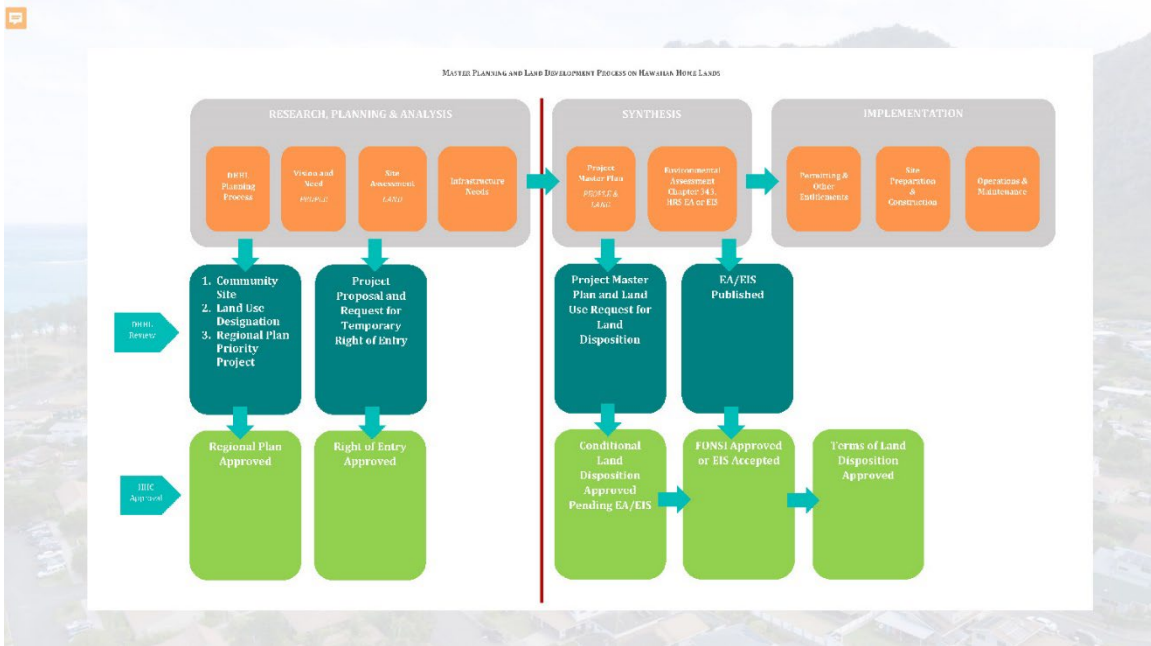 MASTER PLANNING AND LAND DEVELOPMENT PROCESS ON HAWAIIAN HOME LANDS
RESEARCH, PLANNING & ANALYSIS
DHHL
Planning
Process
Vision and
Need
PEOPLE
Site
Assessment
LAND
Infrastructure
Needs
SYNTHESIS
Project
Master Plan
PEOPLE &
LAND
Environmental
Assessment
Chapter 343,
HRS EA or EIS
IMPLEMENTATION
Permitting &
Other
Entitlements
Site
Preparation
&
Construction
Operations &
Maintenance
DHHL
Review
1. Community
Site
2. Land Use
Designation
3. Regional Plan
Priority
Project
Project
Proposal and
Request for
Temporary
Right of Entry
Project Master
Plan and Land
Use Request for
Land
Disposition
EA/EIS
Published
HHC
Approval
Regional Plan
Approved
Right of Entry
Approved
Conditional
Land
Disposition
Approved
Pending EA/EIS
FONSI Approved
or EIS Accepted
Terms of Land
Disposition
Approved